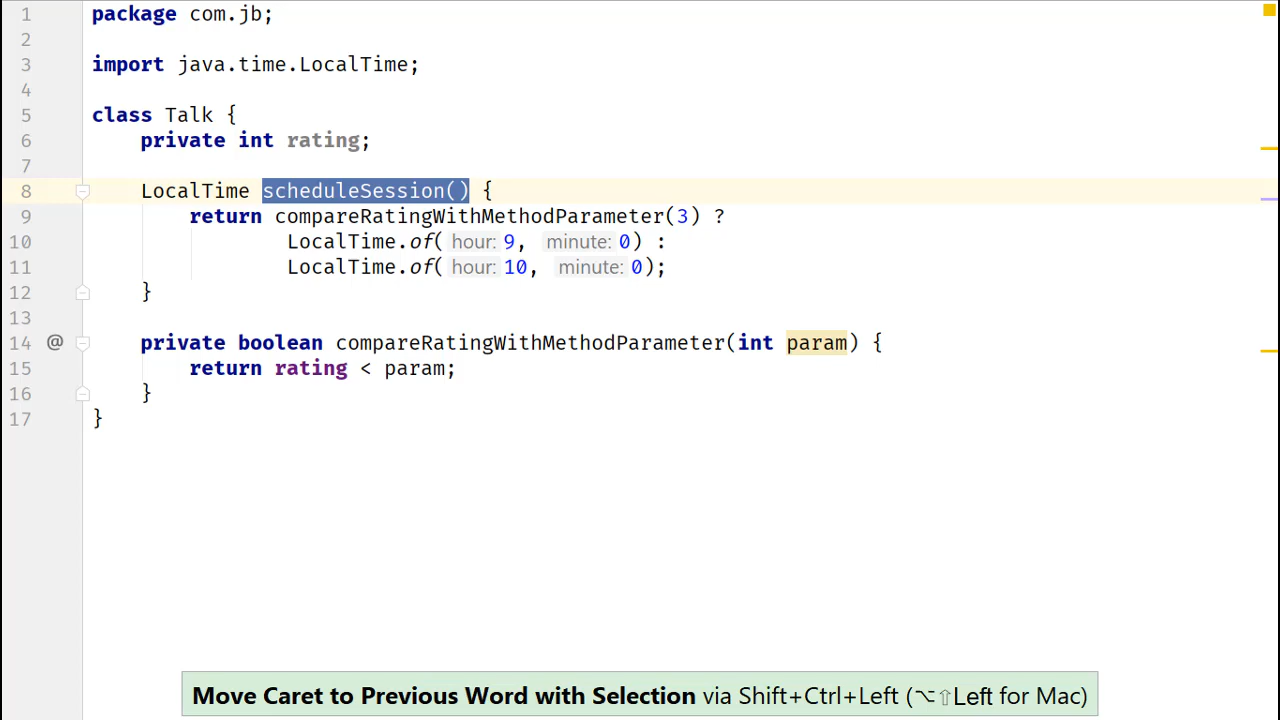 1 package com.jb;
2
3 import java.time.LocalTime;
4
5 class Talk {
6     private int rating;
7
8     LocalTime scheduleSession() {
9         return compareRatingWithMethodParameter(3) ?
10                 LocalTime.of( hour: 9,  minute: 0) :
11                 LocalTime.of( hour: 10,  minute: 0);
12     }
13
14 @     private boolean compareRatingWithMethodParameter(int param) {
15         return rating < param;
16     }
17 }
Move Caret to Previous Word with Selection via Shift+Ctrl+Left (⌥⇧Left for Mac)